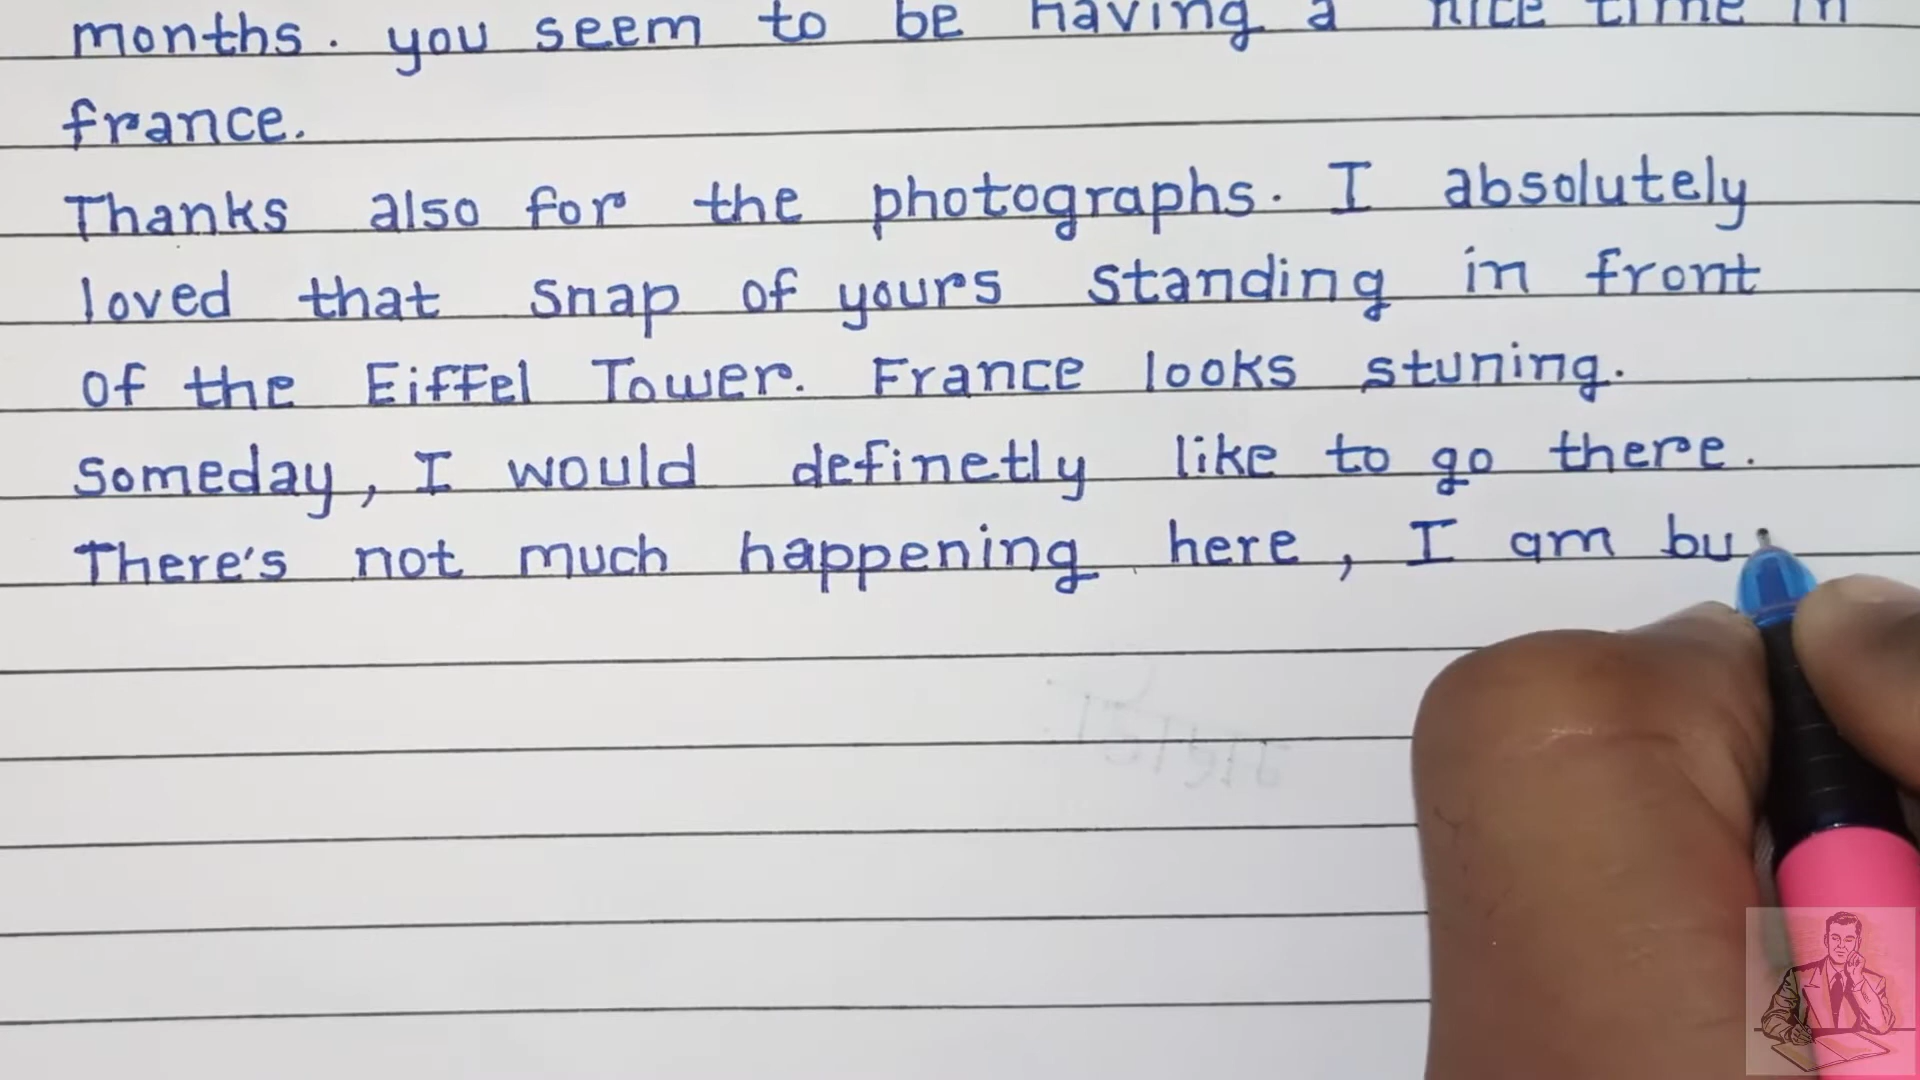 months. you seem to be having a nice time in
france.
Thanks also for the photographs. I absolutely
loved that snap of yours standing in front
of the Eiffel Tower. France looks stuning.
Someday, I would definetly like to go there.
There's not much happening here, I am bu